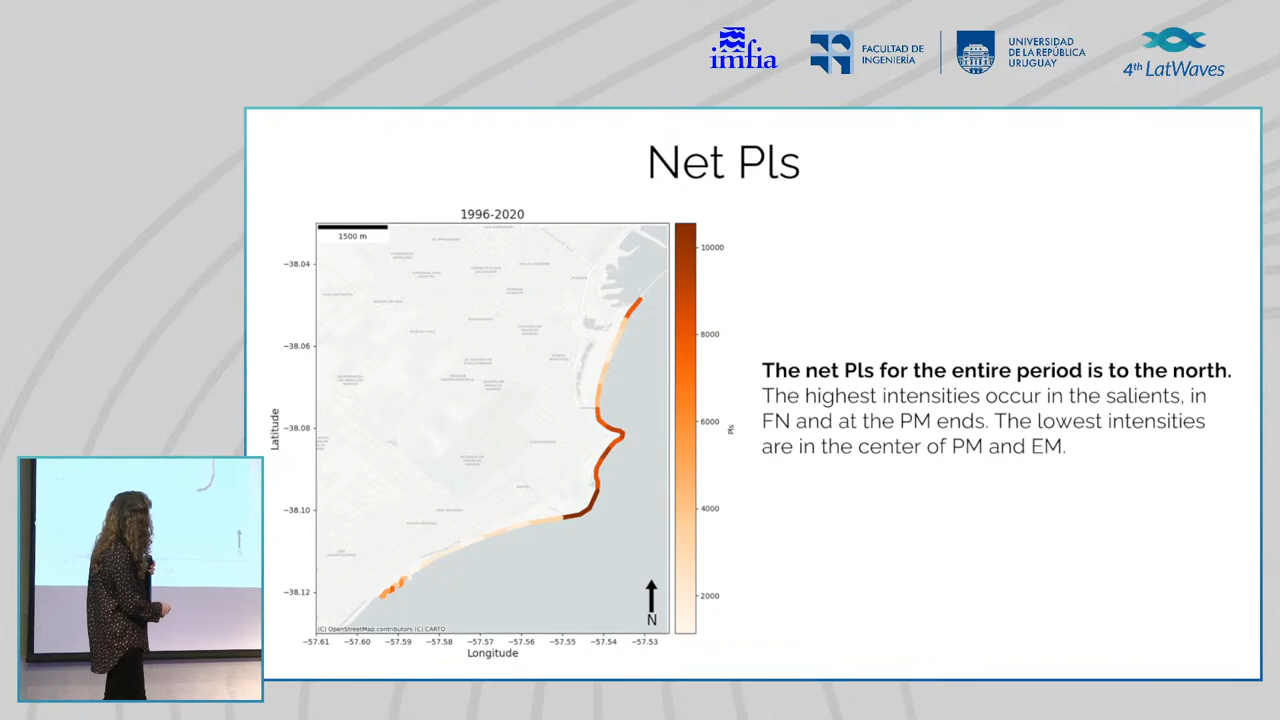 imfia
FACULTAD DE
INGENIERÍA
UNIVERSIDAD
DE LA REPÚBLICA
URUGUAY
4th LatWaves
Net Pls
1996-2020
1500 m
−38.04
−38.06
−38.08
−38.10
−38.12
Latitude
N
(C) OpenStreetMap contributors (C) CARTO
−57.61 −57.60 −57.59 −57.58 −57.57 −57.56 −57.55 −57.54 −57.53
Longitude
10000
8000
6000
4000
2000
Pls
The net Pls for the entire period is to the north.
The highest intensities occur in the salients, in
FN and at the PM ends. The lowest intensities
are in the center of PM and EM.